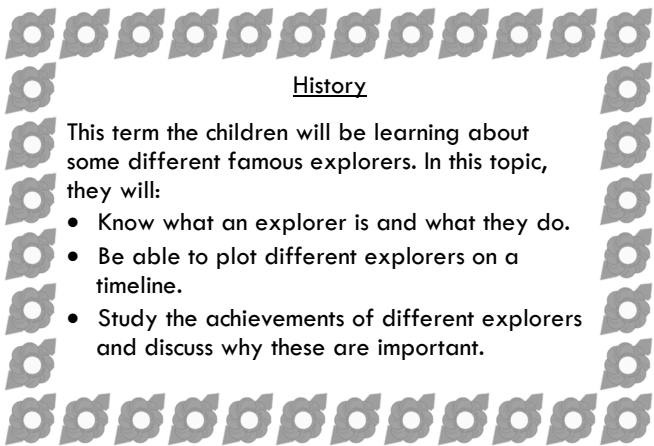 History
This term the children will be learning about
some different famous explorers. In this topic,
they will:
• Know what an explorer is and what they do.
• Be able to plot different explorers on a
timeline.
• Study the achievements of different explorers
and discuss why these are important.